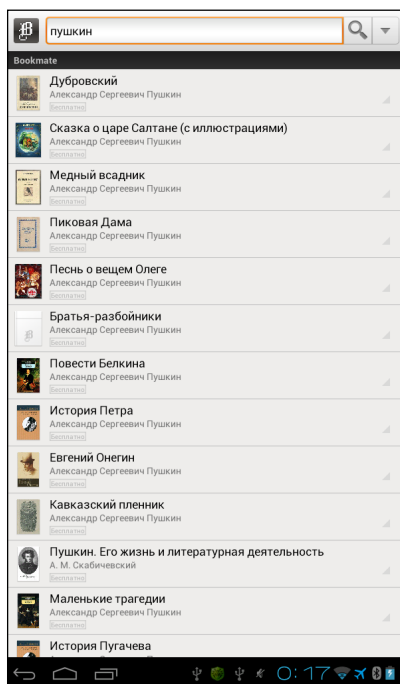 пушкин
Bookmate
Дубровский
Александр Сергеевич Пушкин
Бесплатно
Сказка о царе Салтане (с иллюстрациями)
Александр Сергеевич Пушкин
Бесплатно
Медный всадник
Александр Сергеевич Пушкин
Бесплатно
Пиковая Дама
Александр Сергеевич Пушкин
Бесплатно
Песнь о вещем Олеге
Александр Сергеевич Пушкин
Бесплатно
Братья-разбойники
Александр Сергеевич Пушкин
Бесплатно
Повести Белкина
Александр Сергеевич Пушкин
Бесплатно
История Петра
Александр Сергеевич Пушкин
Бесплатно
Евгений Онегин
Александр Сергеевич Пушкин
Бесплатно
Кавказский пленник
Александр Сергеевич Пушкин
Бесплатно
Пушкин. Его жизнь и литературная деятельность
А. М. Скабичевский
Бесплатно
Маленькие трагедии
Александр Сергеевич Пушкин
Бесплатно
История Пугачева
0:17